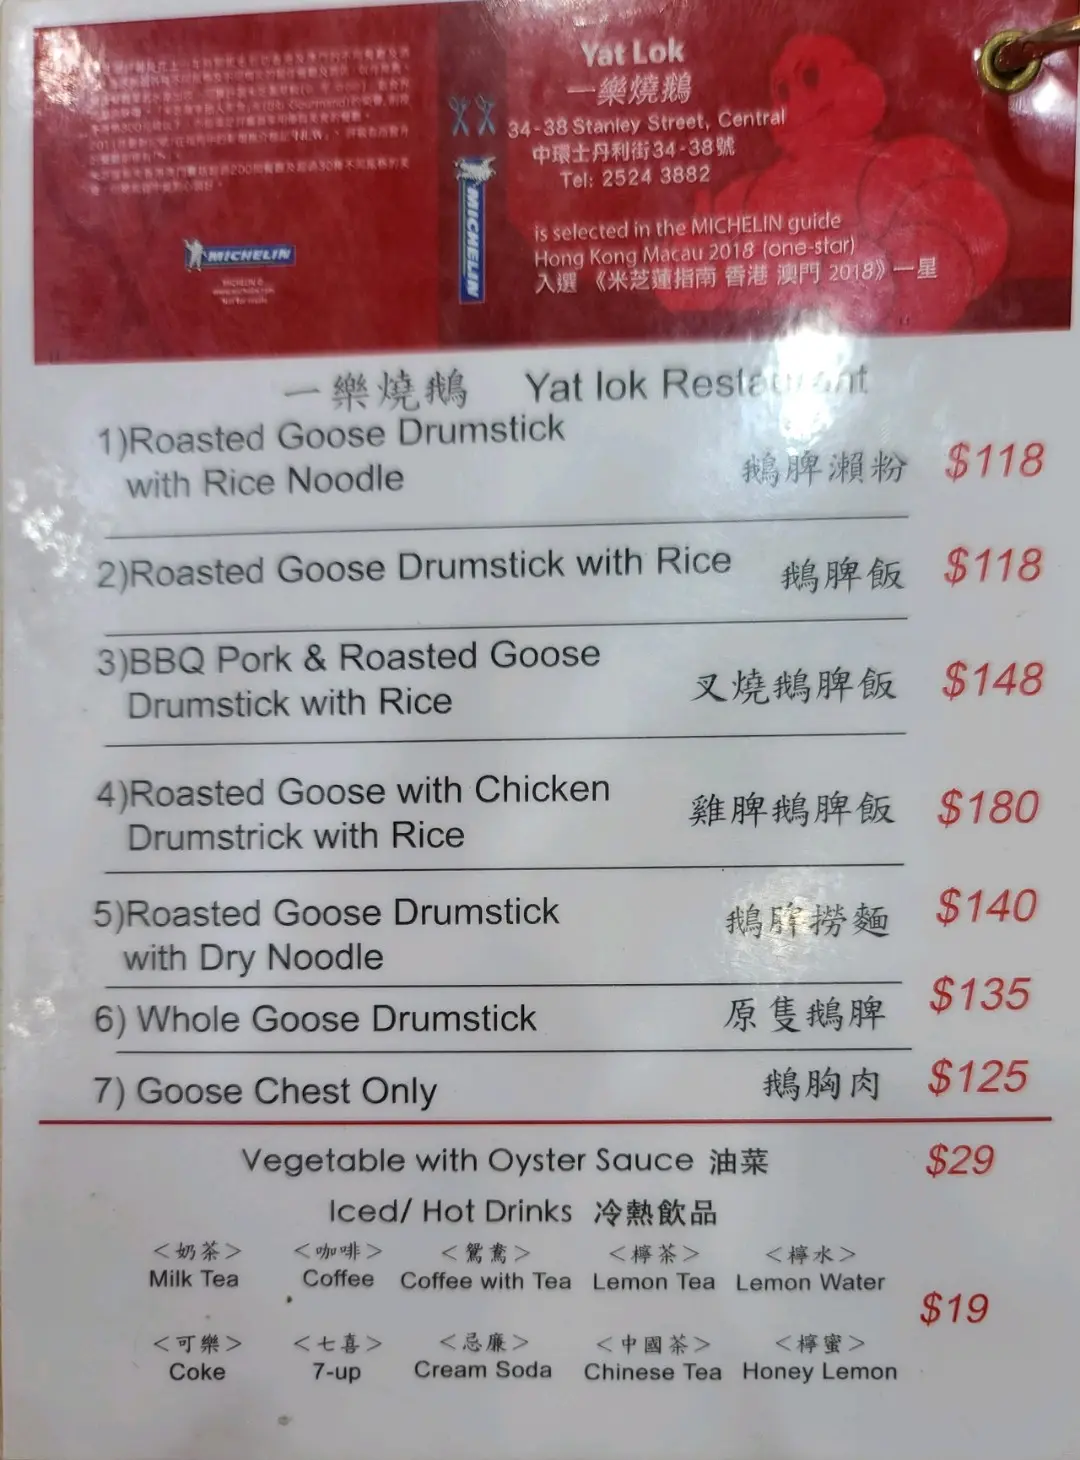 MICHELIN
Yat Lok
一樂燒鵝
34-38 Stanley Street, Central
中環士丹利街34-38號
Tel: 2524 3882
is selected in the MICHELIN guide
Hong Kong Macau 2018 (one-star)
入選 《米芝蓮指南 香港 澳門 2018》一星
MICHELIN
一樂燒鵝 Yat lok Restaurant
1)Roasted Goose Drumstick
with Rice Noodle 鵝脾瀨粉 $118
2)Roasted Goose Drumstick with Rice 鵝脾飯 $118
3)BBQ Pork & Roasted Goose
Drumstick with Rice 叉燒鵝脾飯 $148
4)Roasted Goose with Chicken
Drumstrick with Rice 雞脾鵝脾飯 $180
5)Roasted Goose Drumstick
with Dry Noodle 鵝脾撈麵 $140
6) Whole Goose Drumstick 原隻鵝脾 $135
7) Goose Chest Only 鵝胸肉 $125
Vegetable with Oyster Sauce 油菜 $29
Iced/ Hot Drinks 冷熱飲品
<奶茶> <咖啡> <鴛鴦> <檸茶> <檸水>
Milk Tea Coffee Coffee with Tea Lemon Tea Lemon Water
$19
<可樂> <七喜> <忌廉> <中國茶> <檸蜜>
Coke 7-up Cream Soda Chinese Tea Honey Lemon